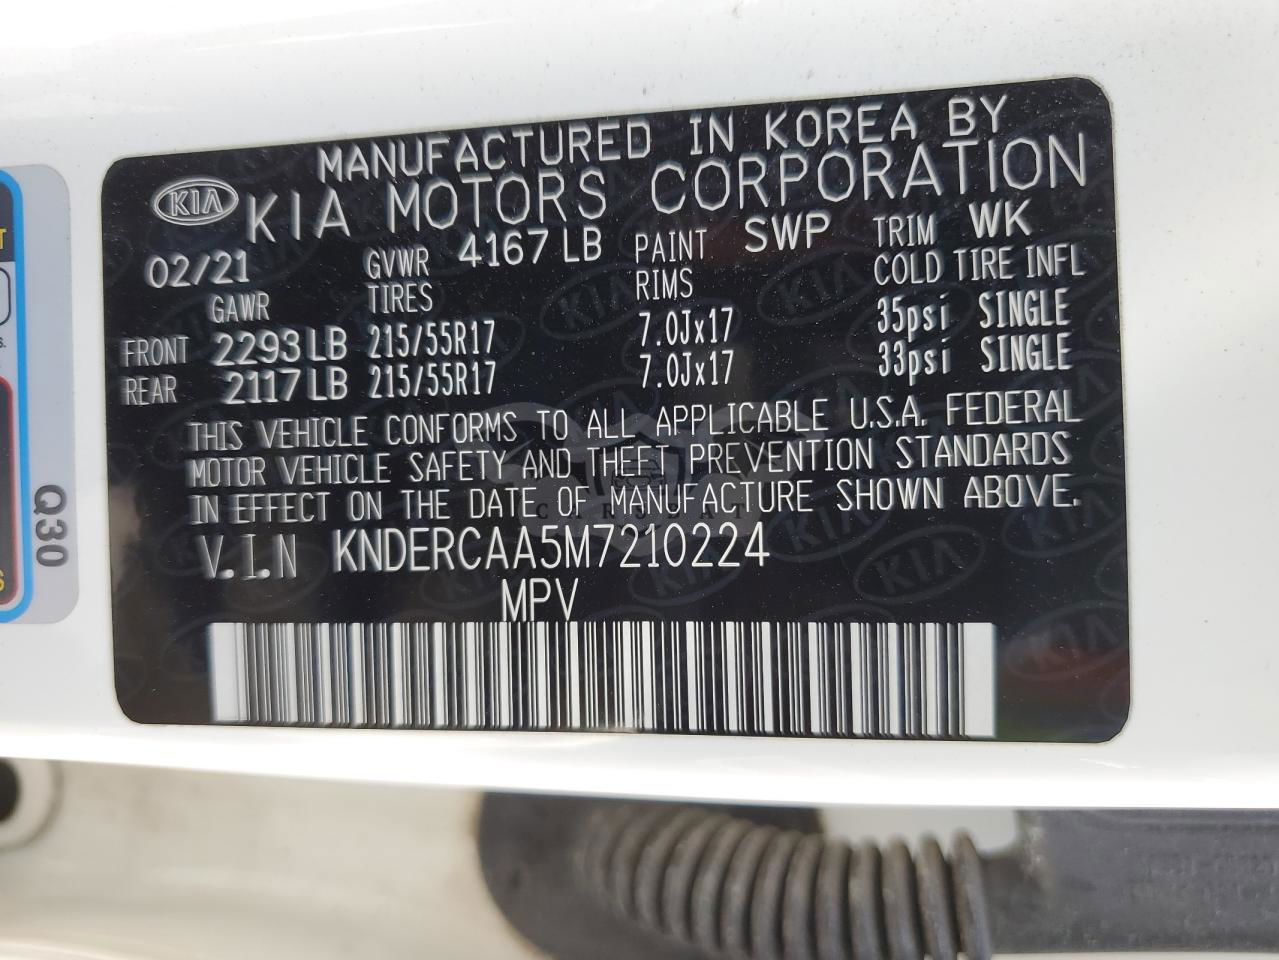 MANUFACTURED IN KOREA BY
KIA KIA MOTORS CORPORATION
02/21 GVWR 4167 LB PAINT SWP TRIM WK
GAWR TIRES RIMS COLD TIRE INFL
FRONT 2293 LB 215/55R17 7.0Jx17 35psi SINGLE
REAR 2117 LB 215/55R17 7.0Jx17 33psi SINGLE
THIS VEHICLE CONFORMS TO ALL APPLICABLE U.S.A. FEDERAL
MOTOR VEHICLE SAFETY AND THEFT PREVENTION STANDARDS
IN EFFECT ON THE DATE OF MANUFACTURE SHOWN ABOVE.
V.I.N KNDERCAA5M7210224
MPV
Q30